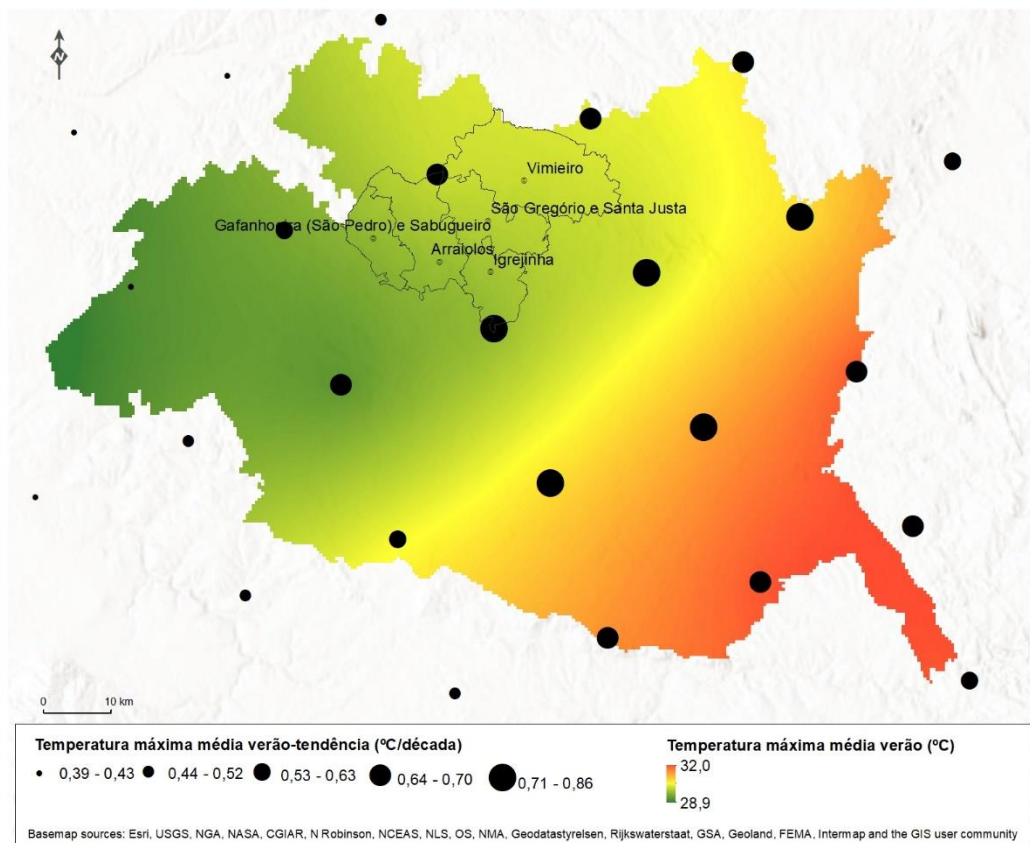 N
Vimieiro
São Gregório e Santa Justa
Gafanhoeira (São Pedro) e Sabugueiro
Arraiolos
Igrejinha
0 10 km
Temperatura máxima média verão-tendência (ºC/década)
0,39 - 0,43 0,44 - 0,52 0,53 - 0,63 0,64 - 0,70 0,71 - 0,86
Temperatura máxima média verão (ºC)
32,0
28,9
Basemap sources: Esri, USGS, NGA, NASA, CGIAR, N Robinson, NCEAS, NLS, OS, NMA, Geodatastyrelsen, Rijkswaterstaat, GSA, Geoland, FEMA, Intermap and the GIS user community